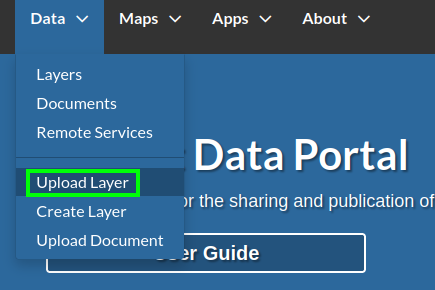 Data Maps Apps About
Layers
Documents
Remote Services
Data Portal
Upload Layer
or the sharing and publication of
Create Layer
Upload Document
Guide